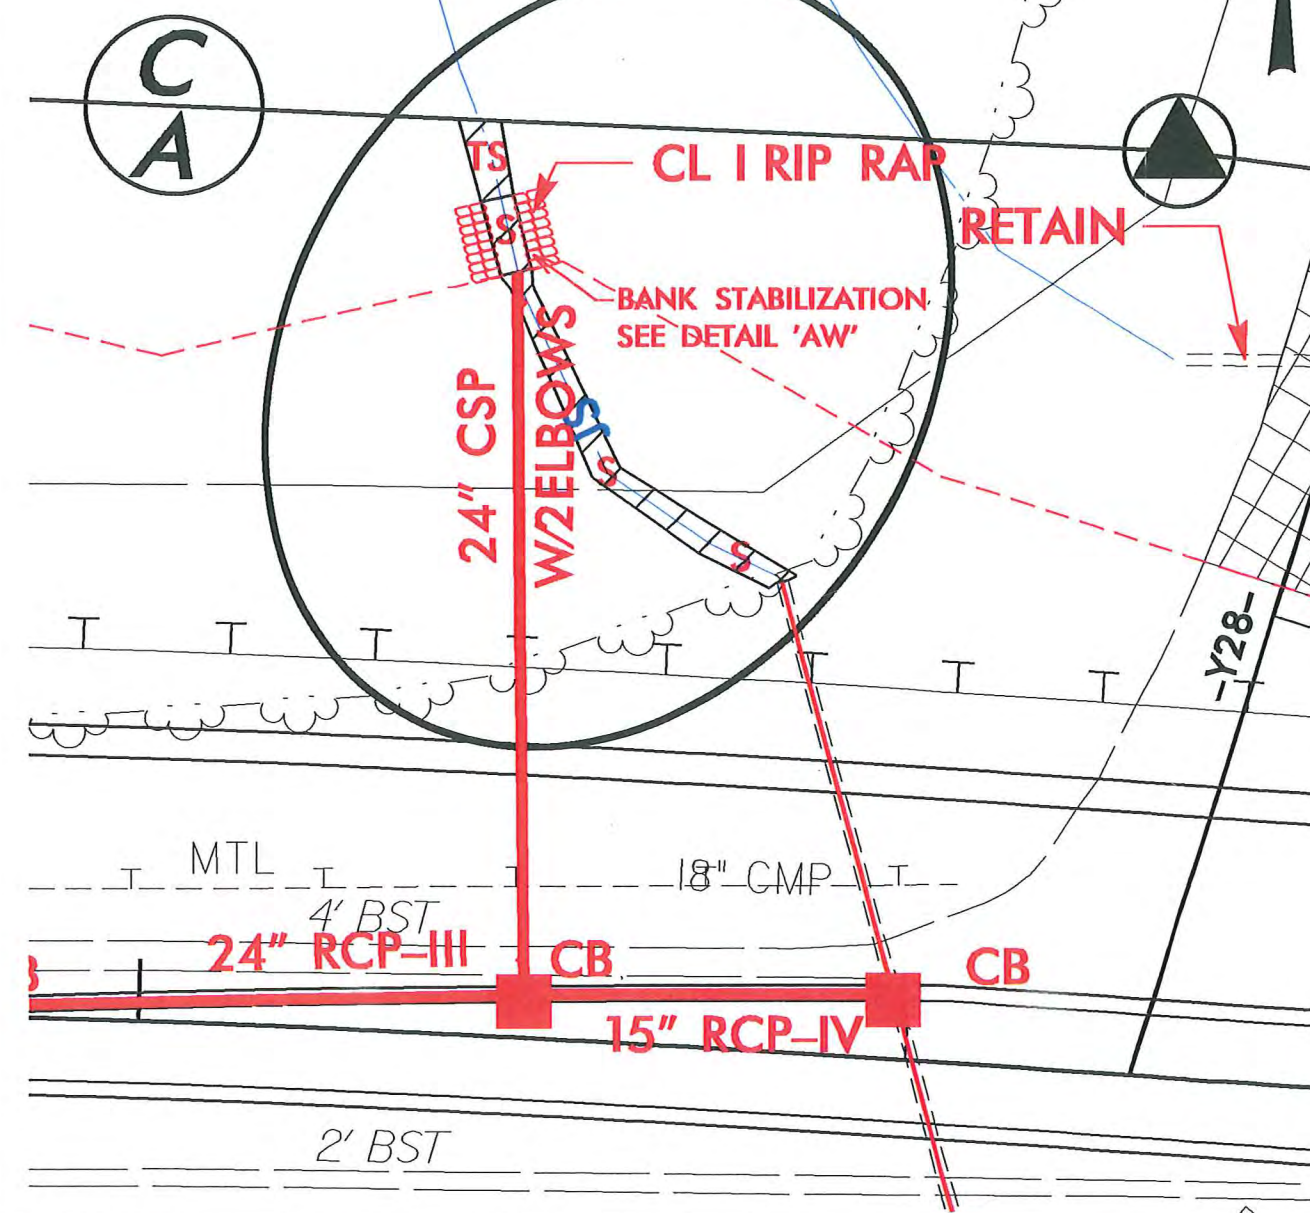 C
A
TS
CL I RIP RAP
S
RETAIN
BANK STABILIZATION
SEE DETAIL 'AW'
24" CSP
W/2ELBOWS
JS
S
S
-Y28-
MTL
18" CMP
4' BST
24" RCP-III
CB
CB
15" RCP-IV
2' BST